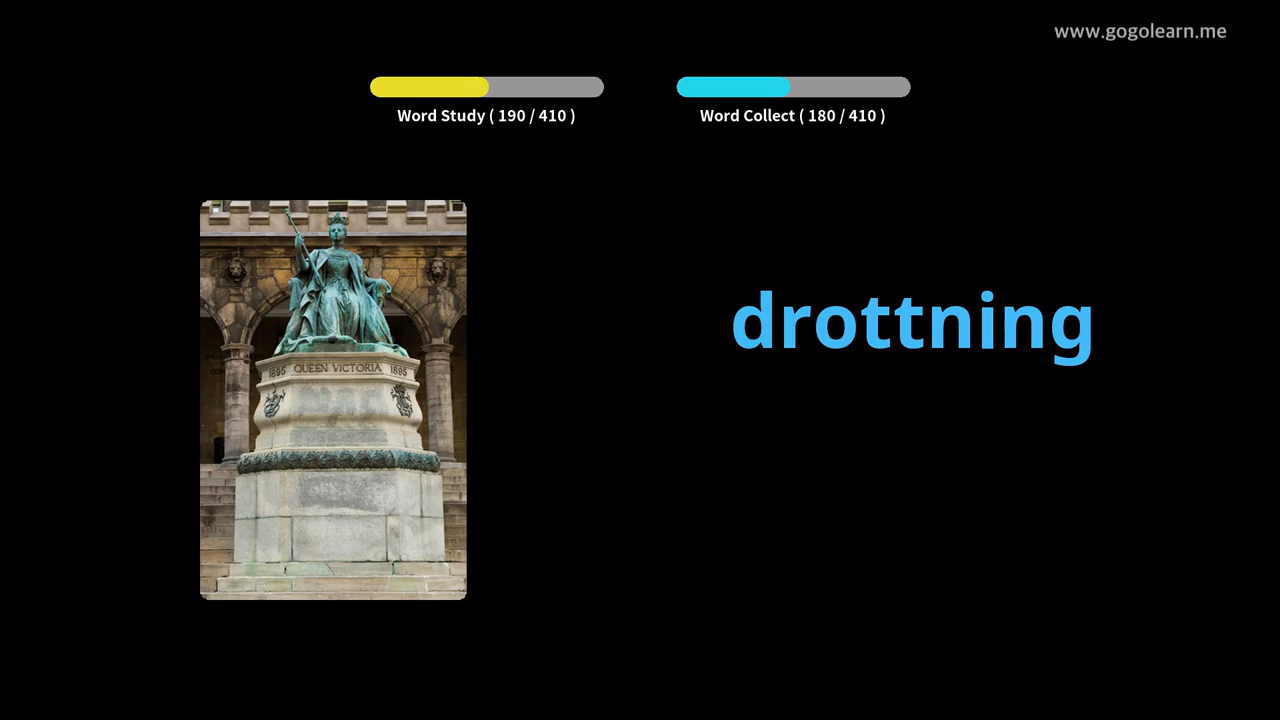 www.gogolearn.me
Word Study ( 190 / 410 )
Word Collect ( 180 / 410 )
drottning
1895 QUEEN VICTORIA 1895